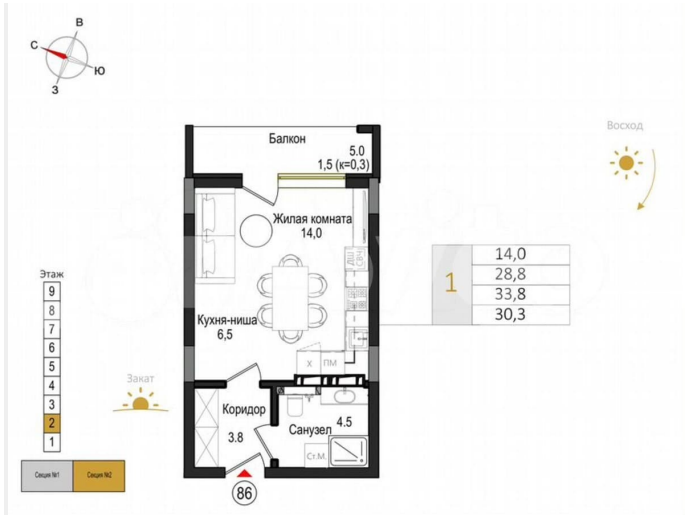 В
С
Ю
З
Балкон
5.0
1,5 (к=0,3)
Восход
Жилая комната
14,0
ДШ
СВЧ
14,0
28,8
33,8
30,3
1
Этаж
9
8
7
6
5
4
3
2
1
Кухня-ниша
6,5
Х
ПМ
Закат
Коридор
3.8
Санузел
4.5
Ст.М.
Секция №1
Секция №2
86